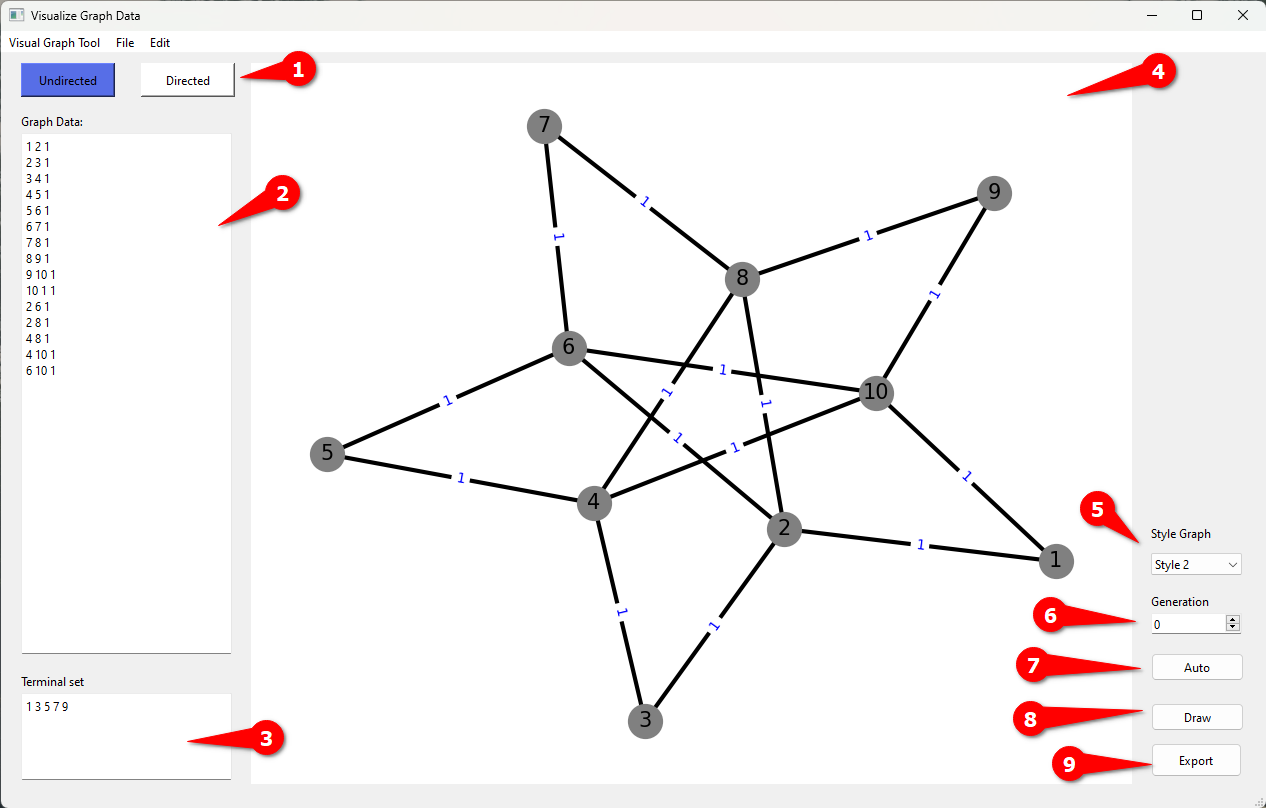 Visualize Graph Data
Visual Graph Tool File Edit
Undirected Directed
1
4
Graph Data:
1 2 1
2 3 1
3 4 1
4 5 1
5 6 1
6 7 1
7 8 1
8 9 1
9 10 1
10 1 1
2 6 1
2 8 1
4 8 1
4 10 1
6 10 1
2
7
1
9
1
1
8
1
6
1
1
10
1
1
1
1
5
1
1
1
4
2
1
1
1
1
3
5
Style Graph
Style 2
6
Generation
0
7
Auto
8
Draw
9
Export
Terminal set
1 3 5 7 9
3